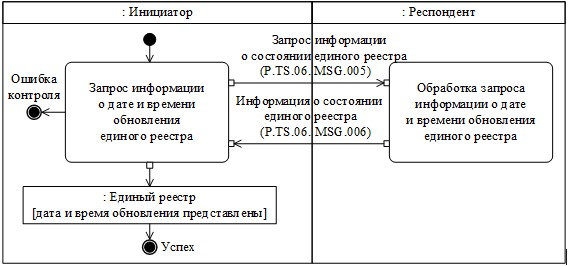 : Инициатор
: Респондент
Запрос информации
о состоянии единого реестра
(P.TS.06. MSG.005)
Ошибка
контроля
Запрос информации
о дате и времени
обновления
единого реестра
Обработка запроса
информации о дате
и времени обновления
единого реестра
Информация о состоянии
единого реестра
(P.TS.06. MSG.006)
: Единый реестр
[дата и время обновления представлены]
Успех